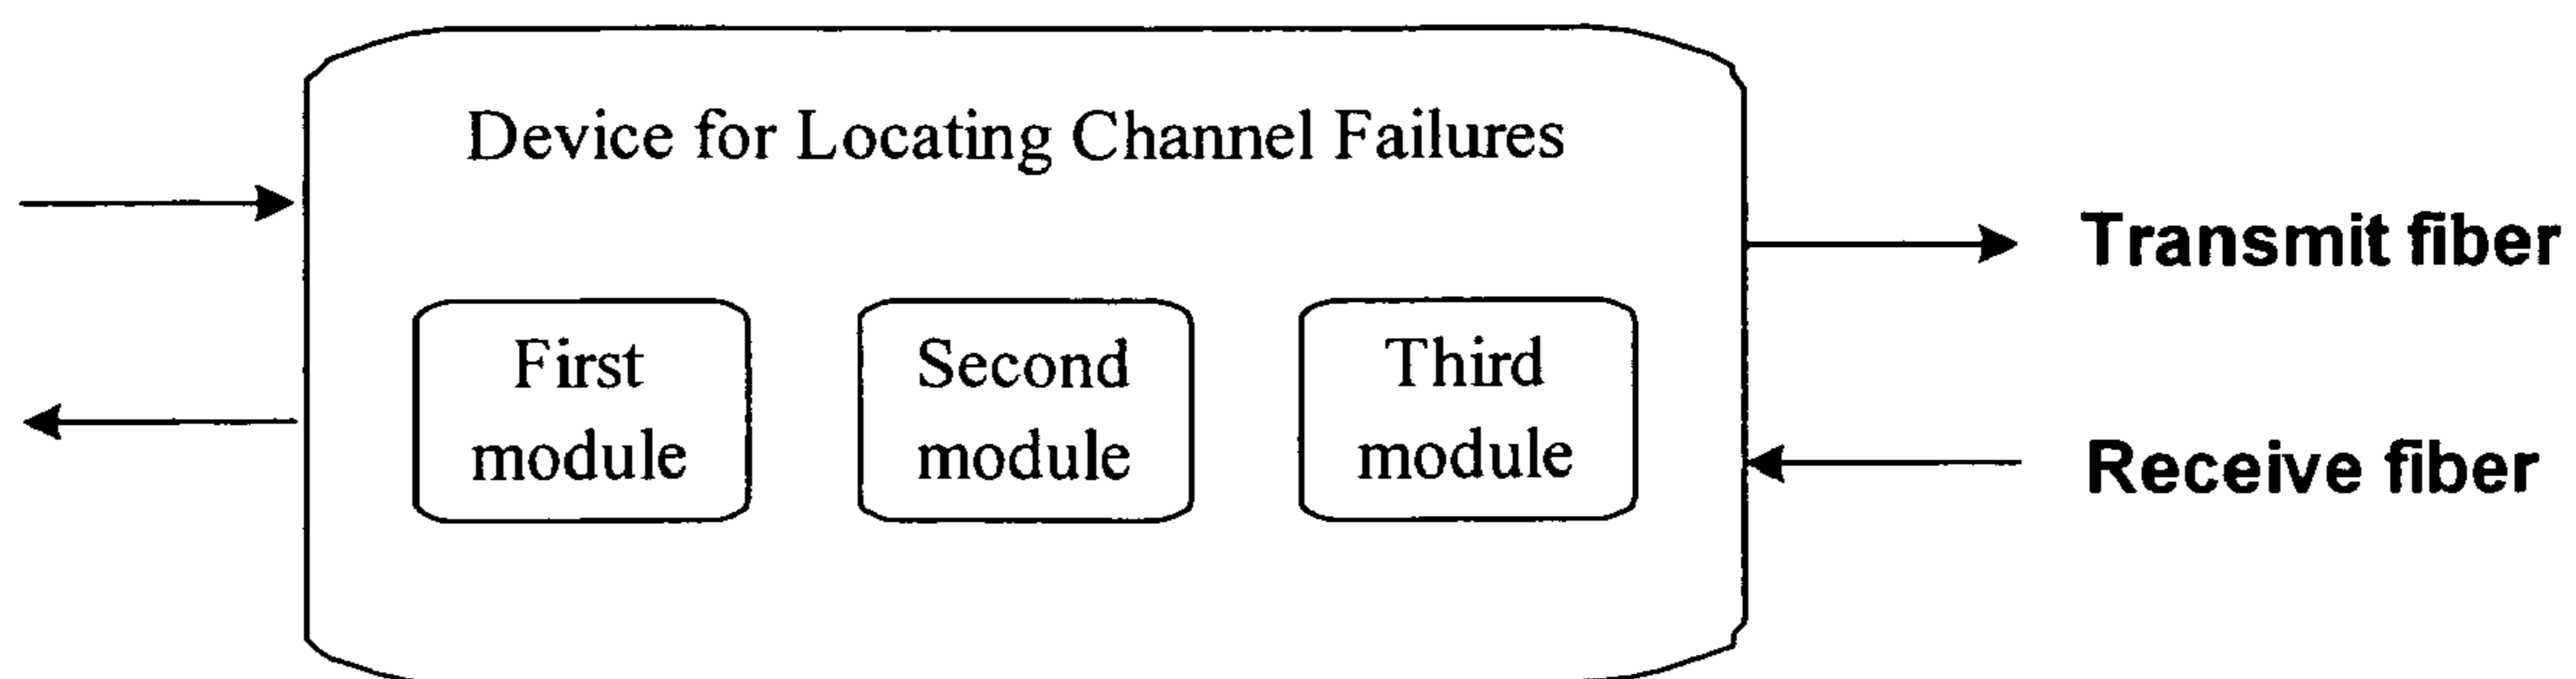 Device for Locating Channel Failures
Transmit fiber
First
module
Second
module
Third
module
Receive fiber